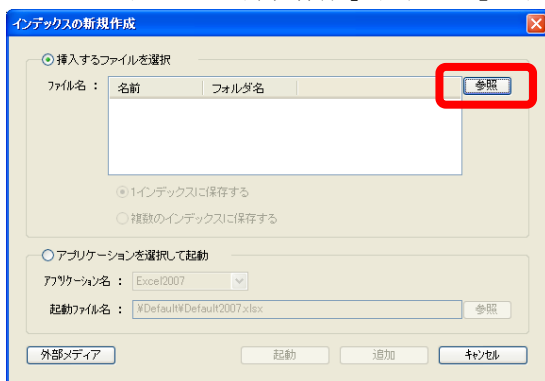 インデックスの新規作成
挿入するファイルを選択
ファイル名 : 名前 フォルダ名 参照
1インデックスに保存する
複数のインデックスに保存する
アプリケーションを選択して起動
アプリケーション名 : Excel2007
起動ファイル名 : .¥Default¥Default2007.xlsx 参照
外部メディア 起動 追加 キャンセル